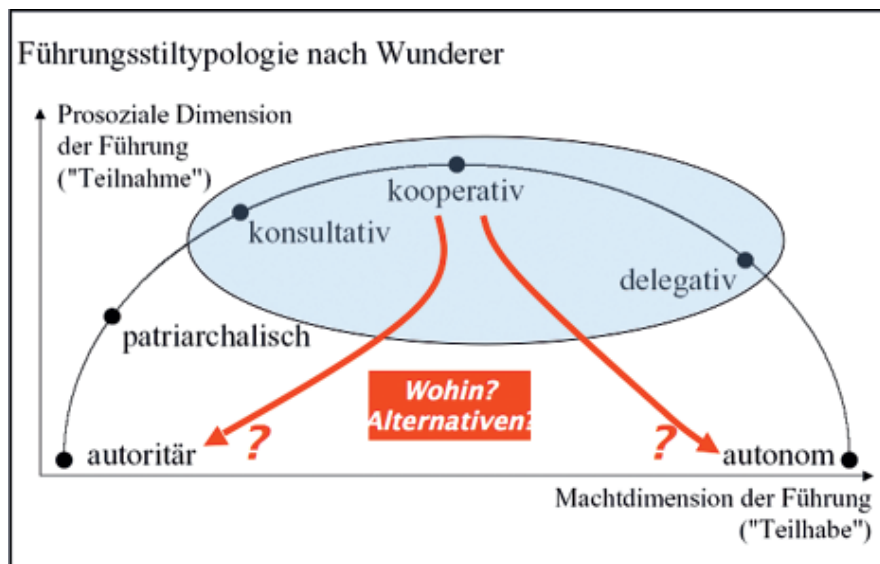 Führungsstiltypologie nach Wunderer
Prosoziale Dimension
der Führung
("Teilnahme")
kooperativ
konsultativ
delegativ
patriarchalisch
Wohin?
Alternativen?
?
?
autoritär
autonom
Machtdimension der Führung
("Teilhabe")